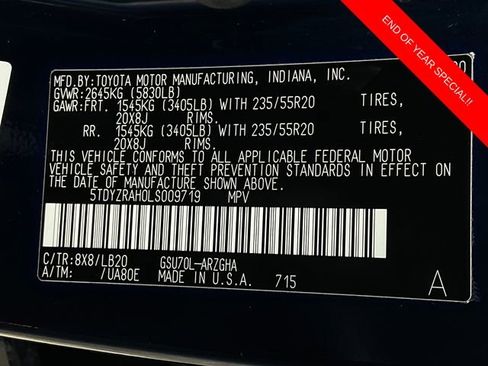 END OF YEAR SPECIAL!!
20
MFD.BY:TOYOTA MOTOR MANUFACTURING, INDIANA, INC.
GVWR:2645KG (5830LB)
GAWR:FRT. 1545KG (3405LB) WITH 235/55R20 TIRES,
20X8J RIMS.
RR. 1545KG (3405LB) WITH 235/55R20 TIRES,
20X8J RIMS.
THIS VEHICLE CONFORMS TO ALL APPLICABLE FEDERAL MOTOR
VEHICLE SAFETY AND THEFT PREVENTION STANDARDS IN EFFECT ON
THE DATE OF MANUFACTURE SHOWN ABOVE.
5TDYZRAH0LS009719 MPV
C/TR:8X8/LB20 GSU70L-ARZGHA
A/TM: /UA80E MADE IN U.S.A. 715 A